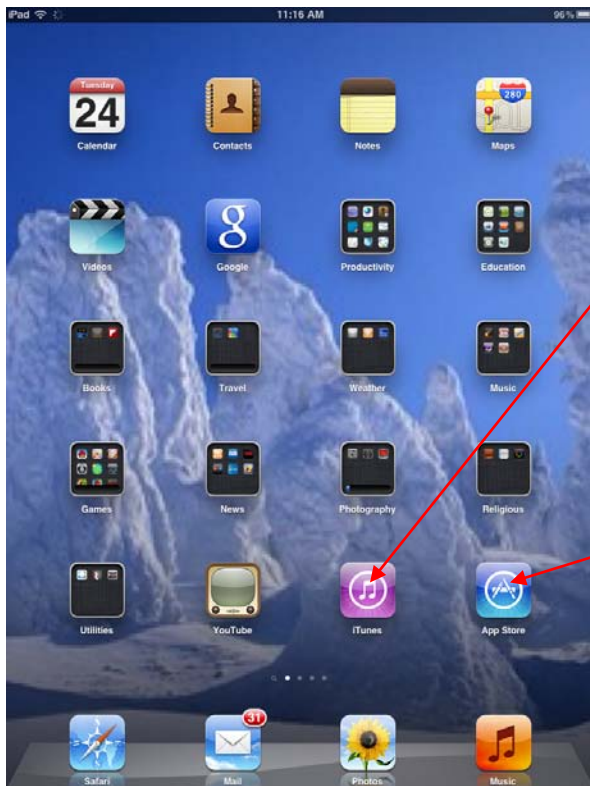 iPad 11:16 AM 96%
Tuesday
24
280
Calendar Contacts Notes Maps
g
Videos Google Productivity Education
Books Travel Weather Music
Games News Photography Religious
Utilities YouTube iTunes App Store
31
Safari Mail Photos Music